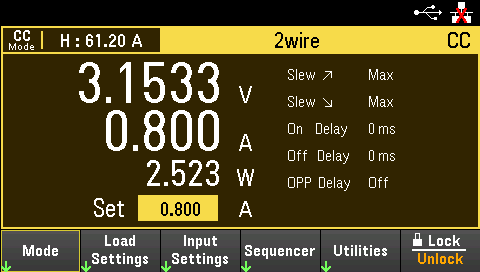 CC Mode H : 61.20 A 2wire CC
3.1533 V
0.800 A
2.523 W
Set 0.800 A
Slew ↗ Max
Slew ↘ Max
On Delay 0 ms
Off Delay 0 ms
OPP Delay Off
Mode
Load Settings
Input Settings
Sequencer
Utilities
Lock
Unlock